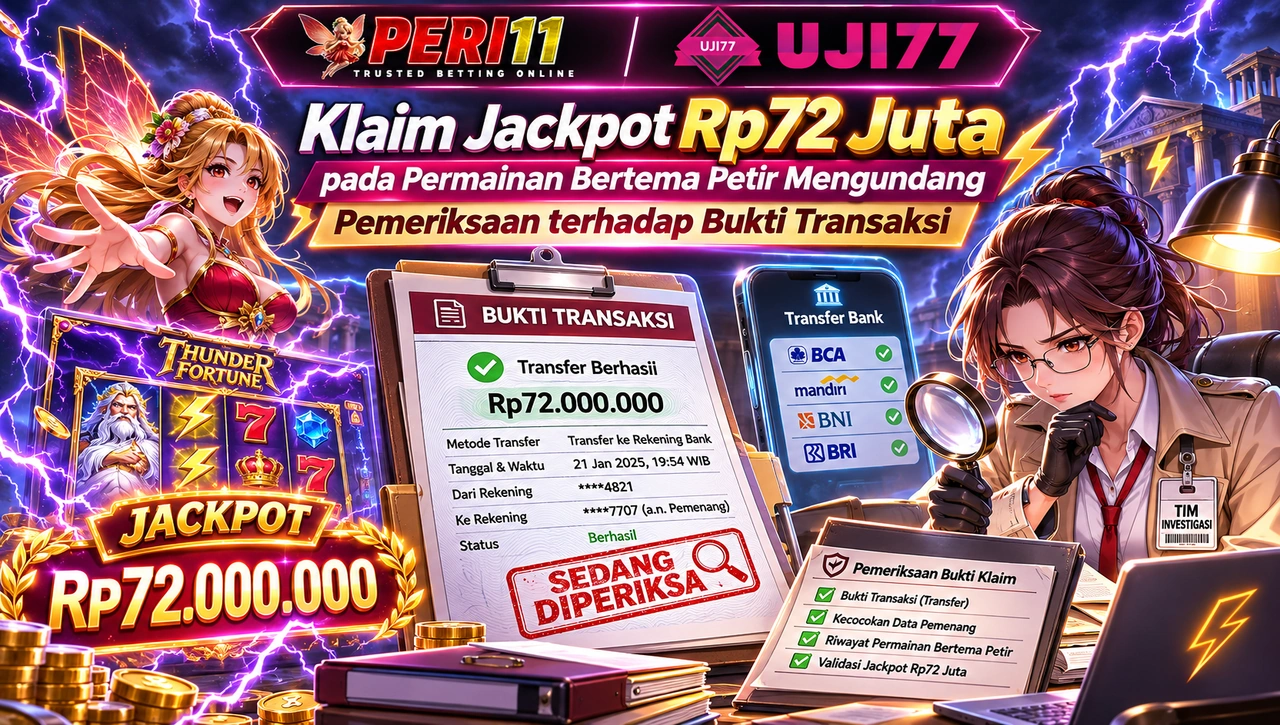 PERI11
TRUSTED BETTING ONLINE
UJI77
UJI77
Klaim Jackpot Rp72 Juta
pada Permainan Bertema Petir Mengundang
Pemeriksaan terhadap Bukti Transaksi
THUNDER
FORTUNE
7
7
JACKPOT
Rp72.000.000
BUKTI TRANSAKSI
Transfer Berhasii
Rp72.000.000
Metode Transfer Transfer ke Rekening Bank
Tanggal & Waktu 21 Jan 2025, 19:54 WIB
Dari Rekening ****4821
Ke Rekening ****7707 (a.n. Pemenang)
Status Berhasil
SEDANG
DIPERIKSA
Transfer Bank
BCA
mandiri
BNI
BRI
TIM
INVESTIGASI
Pemeriksaan Bukti Klaim
Bukti Transaksi (Transfer)
Kecocokan Data Pemenang
Riwayat Permainan Bertema Petir
Validasi Jackpot Rp72 Juta